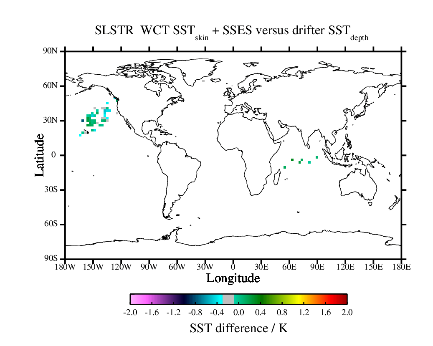 SLSTR WCT SST skin + SSES versus drifter SST depth
90N
60N
30N
0
30S
60S
90S
Latitude
180W 150W 120W 90W 60W 30W 0 30E 60E 90E 120E 150E 180E
Longitude
-2.0 -1.6 -1.2 -0.8 -0.4 0.0 0.4 0.8 1.2 1.6 2.0
SST difference / K